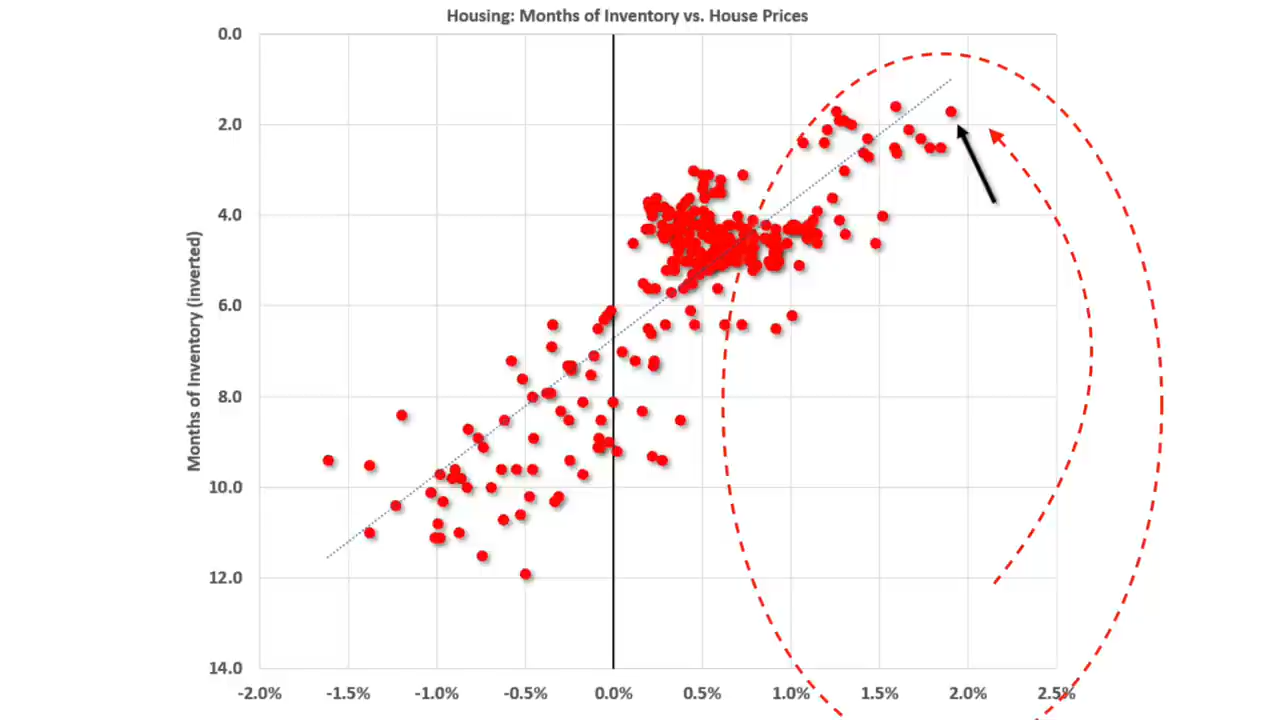 Housing: Months of Inventory vs. House Prices
Months of Inventory (inverted)
0.0
2.0
4.0
6.0
8.0
10.0
12.0
14.0
-2.0% -1.5% -1.0% -0.5% 0.0% 0.5% 1.0% 1.5% 2.0% 2.5%